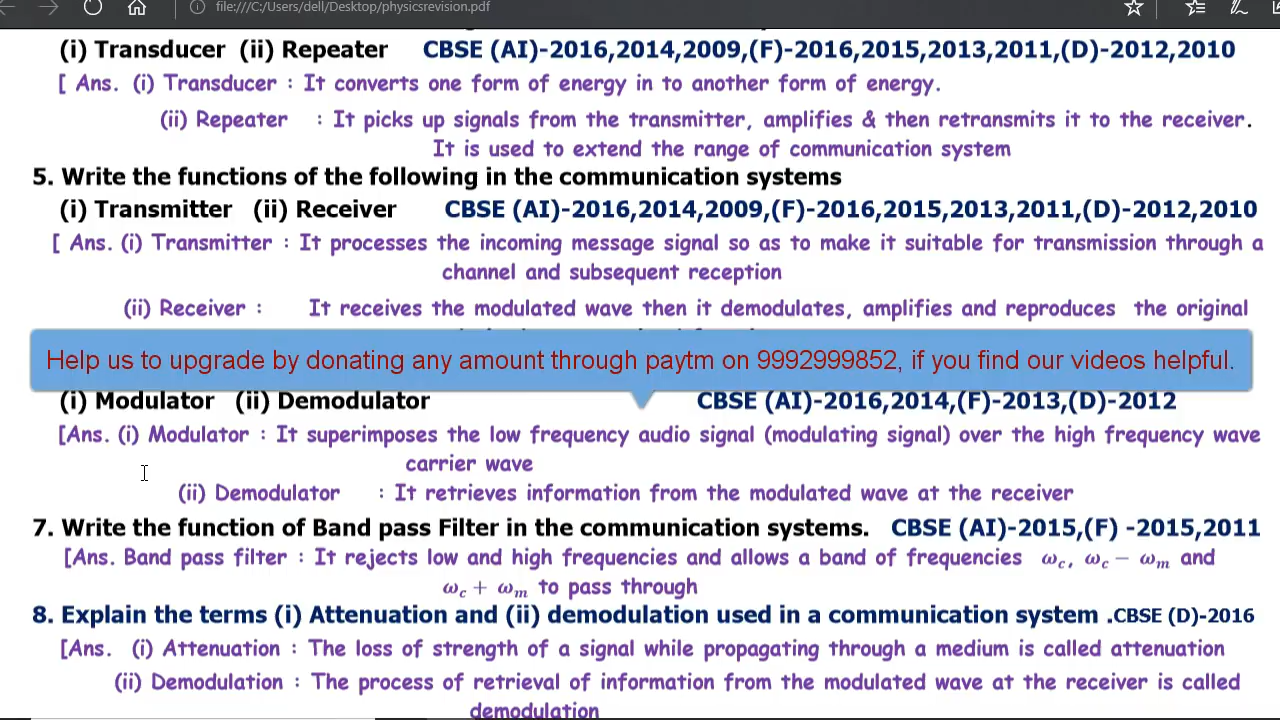 file:///C:/Users/dell/Desktop/physicsrevision.pdf
(i) Transducer (ii) Repeater CBSE (AI)-2016,2014,2009,(F)-2016,2015,2013,2011,(D)-2012,2010
[ Ans. (i) Transducer : It converts one form of energy in to another form of energy.
(ii) Repeater : It picks up signals from the transmitter, amplifies & then retransmits it to the receiver.
It is used to extend the range of communication system
5. Write the functions of the following in the communication systems
(i) Transmitter (ii) Receiver CBSE (AI)-2016,2014,2009,(F)-2016,2015,2013,2011,(D)-2012,2010
[ Ans. (i) Transmitter : It processes the incoming message signal so as to make it suitable for transmission through a
channel and subsequent reception
(ii) Receiver : It receives the modulated wave then it demodulates, amplifies and reproduces the original
Help us to upgrade by donating any amount through paytm on 9992999852, if you find our videos helpful.
(i) Modulator (ii) Demodulator CBSE (AI)-2016,2014,(F)-2013,(D)-2012
[Ans. (i) Modulator : It superimposes the low frequency audio signal (modulating signal) over the high frequency wave
carrier wave
(ii) Demodulator : It retrieves information from the modulated wave at the receiver
7. Write the function of Band pass Filter in the communication systems. CBSE (AI)-2015,(F) -2015,2011
[Ans. Band pass filter : It rejects low and high frequencies and allows a band of frequencies ω_c, ω_c − ω_m and
ω_c + ω_m to pass through
8. Explain the terms (i) Attenuation and (ii) demodulation used in a communication system .CBSE (D)-2016
[Ans. (i) Attenuation : The loss of strength of a signal while propagating through a medium is called attenuation
(ii) Demodulation : The process of retrieval of information from the modulated wave at the receiver is called
demodulation